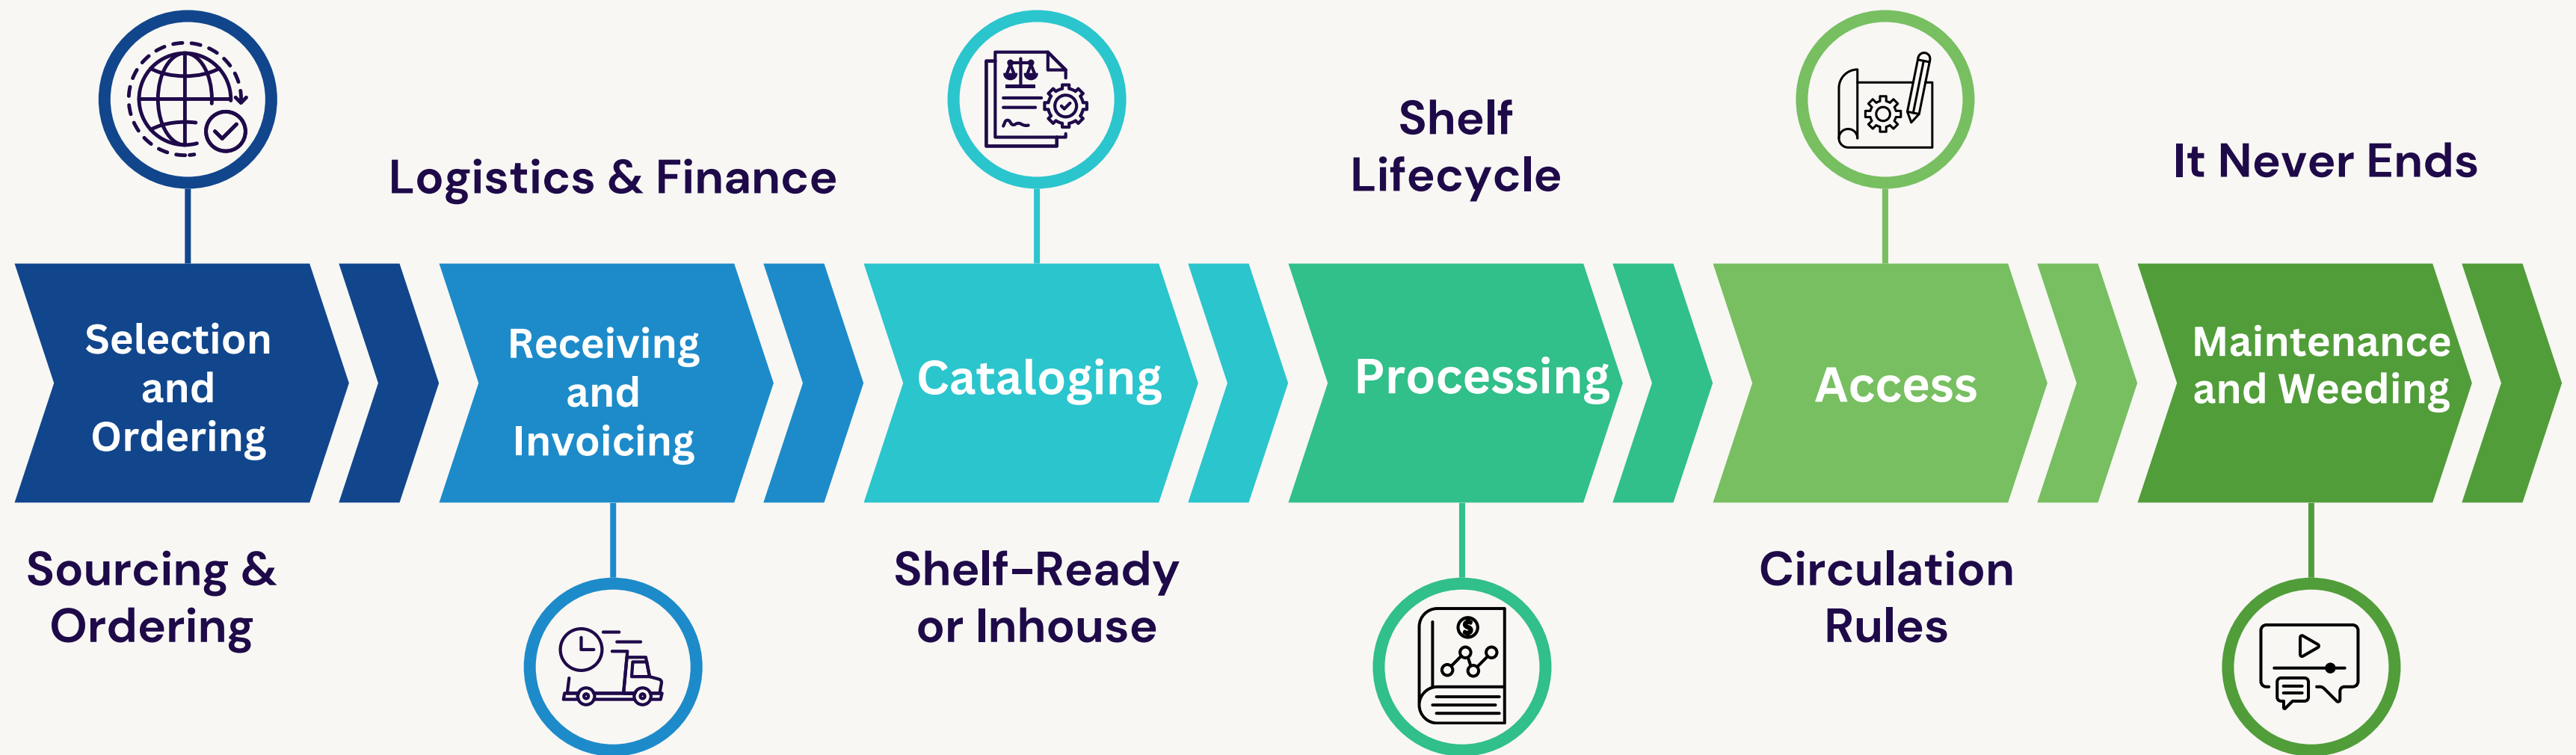 Selection
and
Ordering
Sourcing &
Ordering
Logistics & Finance
Receiving
and
Invoicing
Cataloging
Shelf-Ready
or Inhouse
Shelf
Lifecycle
Processing
$
Access
Circulation
Rules
It Never Ends
Maintenance
and Weeding